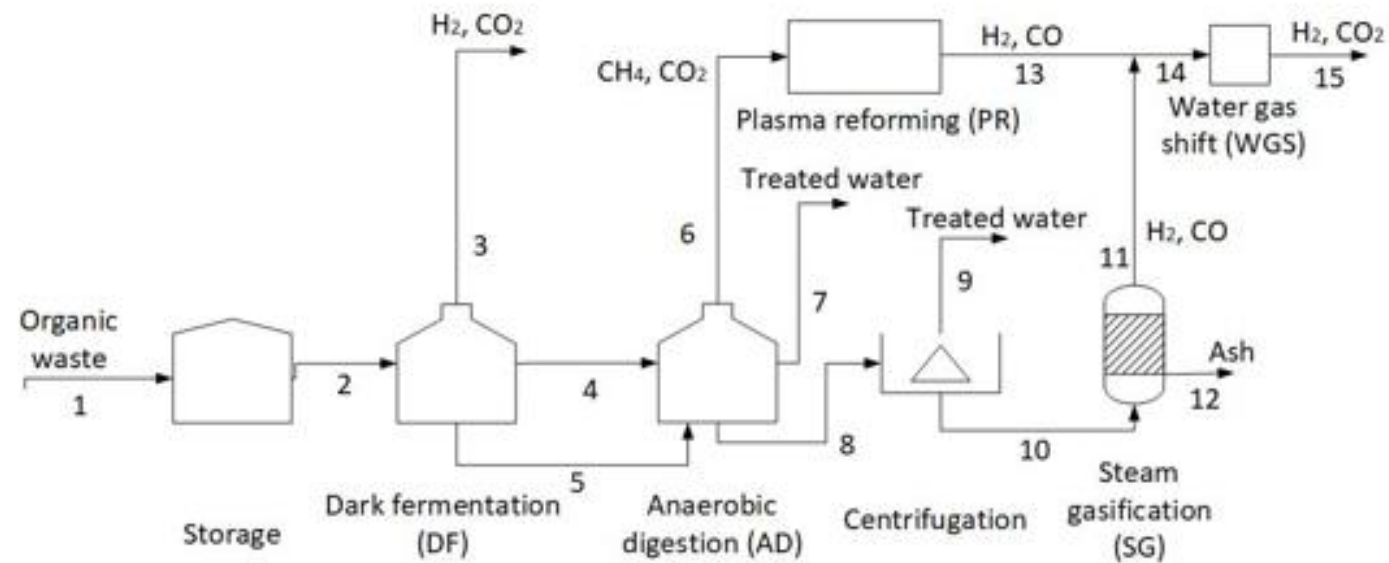 H2, CO2
CH4, CO2
H2, CO
13
14
H2, CO2
15
Plasma reforming (PR)
Water gas
shift (WGS)
Treated water
Treated water
3
6
7
9
H2, CO
11
Organic
waste
1
2
4
5
8
10
Ash
12
Storage
Dark fermentation
(DF)
Anaerobic
digestion (AD)
Centrifugation
Steam
gasification
(SG)